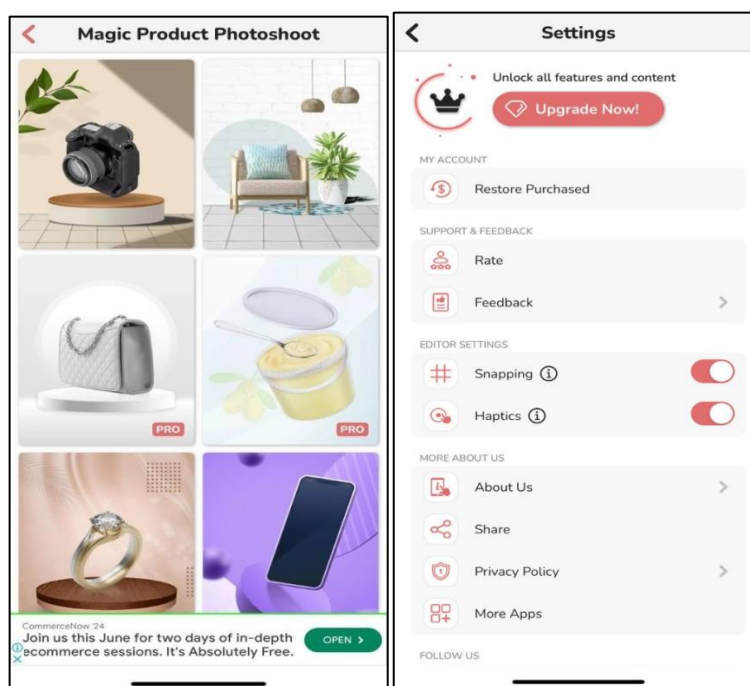 Magic Product Photoshoot
PRO
PRO
CommerceNow '24
Join us this June for two days of in-depth
ecommerce sessions. It's Absolutely Free.
OPEN >
Settings
Unlock all features and content
Upgrade Now!
MY ACCOUNT
Restore Purchased
SUPPORT & FEEDBACK
Rate
Feedback
EDITOR SETTINGS
Snapping
Haptics
MORE ABOUT US
About Us
Share
Privacy Policy
More Apps
FOLLOW US